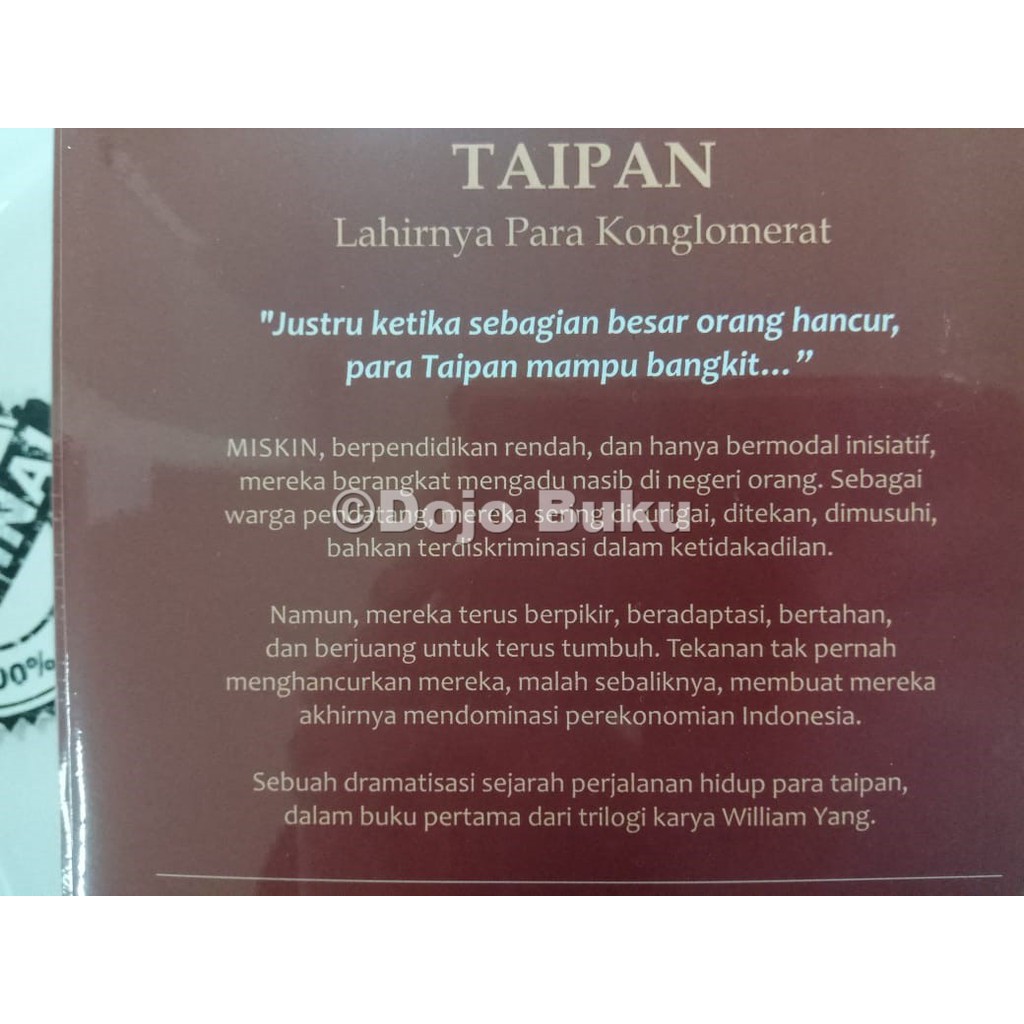 TAIPAN
Lahirnya Para Konglomerat
"Justru ketika sebagian besar orang hancur,
para Taipan mampu bangkit...”
MISKIN, berpendidikan rendah, dan hanya bermodal inisiatif,
mereka berangkat mengadu nasib di negeri orang. Sebagai
©Dojo Buku
warga pendatang, mereka sering dicurigai, ditekan, dimusuhi,
bahkan terdiskriminasi dalam ketidakadilan.
Namun, mereka terus berpikir, beradaptasi, bertahan,
dan berjuang untuk terus tumbuh. Tekanan tak pernah
menghancurkan mereka, malah sebaliknya, membuat mereka
akhirnya mendominasi perekonomian Indonesia.
Sebuah dramatisasi sejarah perjalanan hidup para taipan,
dalam buku pertama dari trilogi karya William Yang.